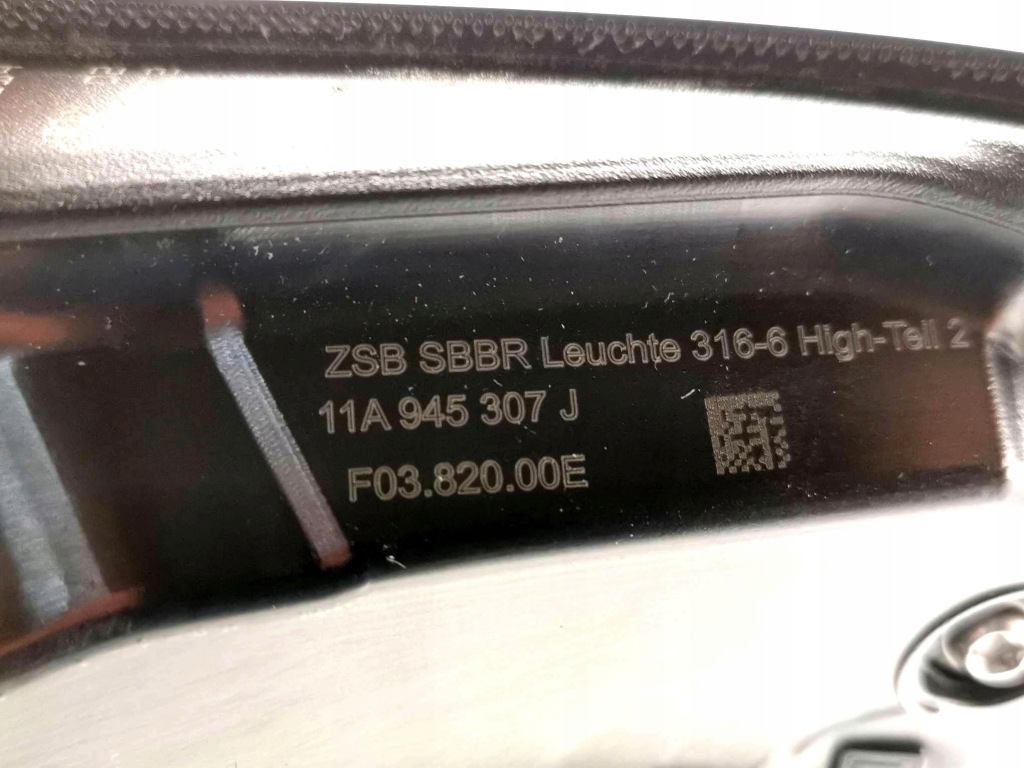 ZSB SBBR Leuchte 316-6 High-Teil 2
11A 945 307 J
F03.820.00E